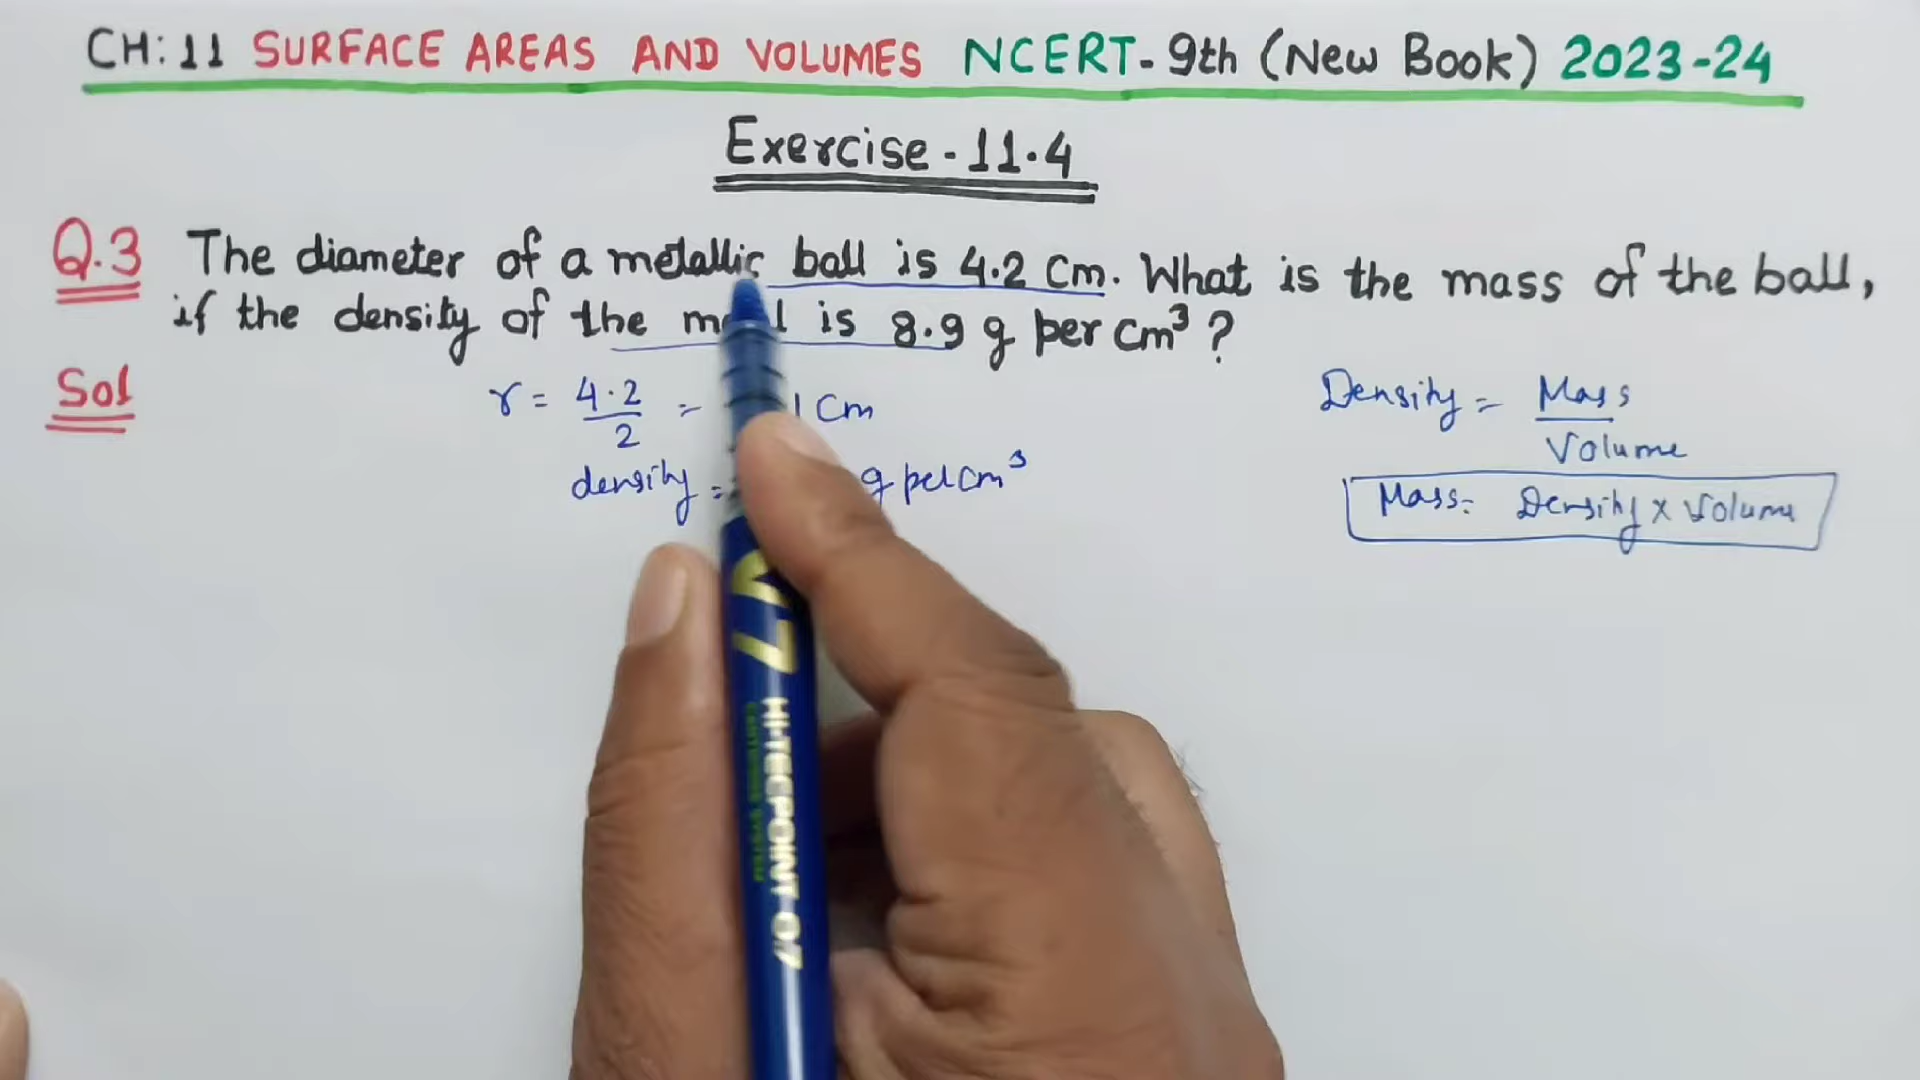 CH: 11 SURFACE AREAS AND VOLUMES NCERT - 9th (New Book) 2023-24
Exercise - 11.4
Q.3 The diameter of a metallic ball is 4.2 cm. What is the mass of the ball,
if the density of the is 8.9 g per cm³ ?
Sol
r = 4.2/2 = 1 cm
density = g per cm³
Density = Mass/Volume
Mass = Density x Volume
V7
HI-TECPOINT 0.7